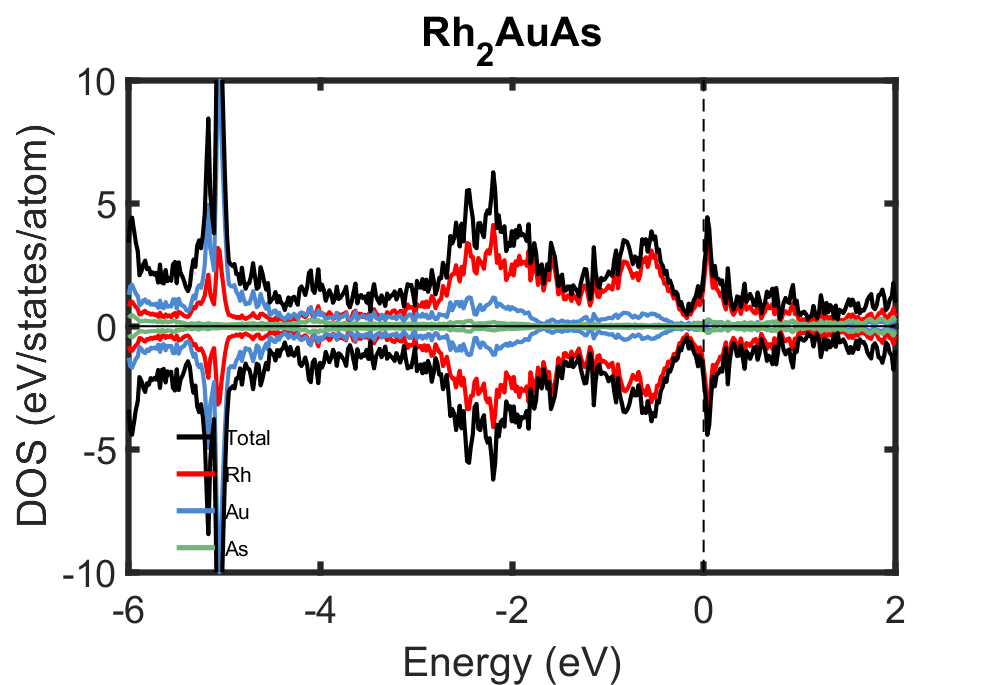 Rh₂AuAs
10
5
0
-5
-10
DOS (eV/states/atom)
Total
Rh
Au
As
-6 -4 -2 0 2
Energy (eV)